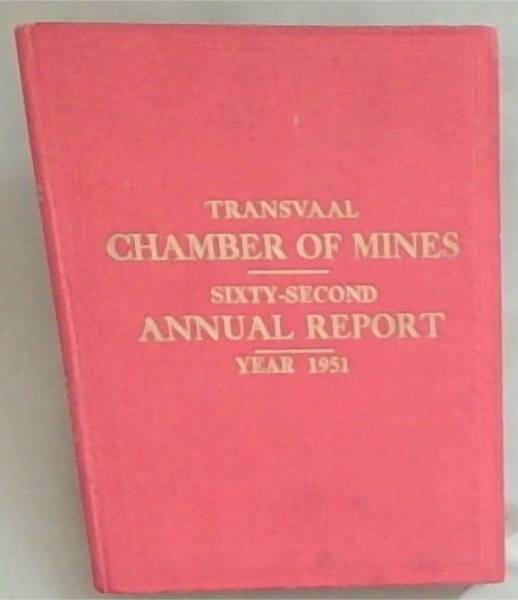 TRANSVAAL
CHAMBER OF MINES
SIXTY-SECOND
ANNUAL REPORT
YEAR 1951